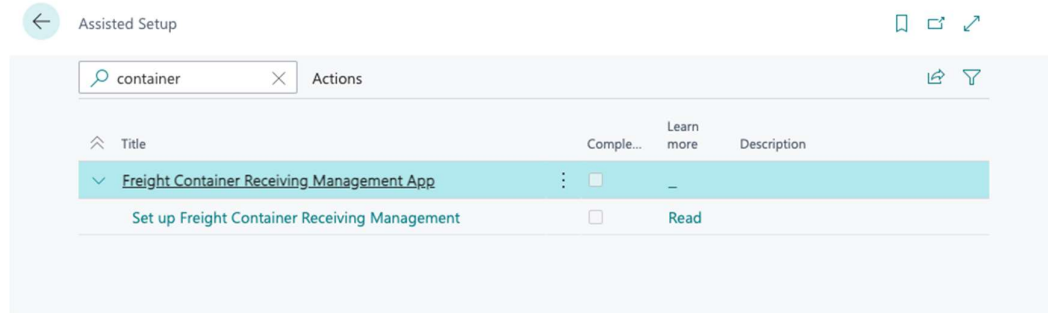 Assisted Setup
container Actions
Title Comple... Learn more Description
Freight Container Receiving Management App _
Set up Freight Container Receiving Management Read